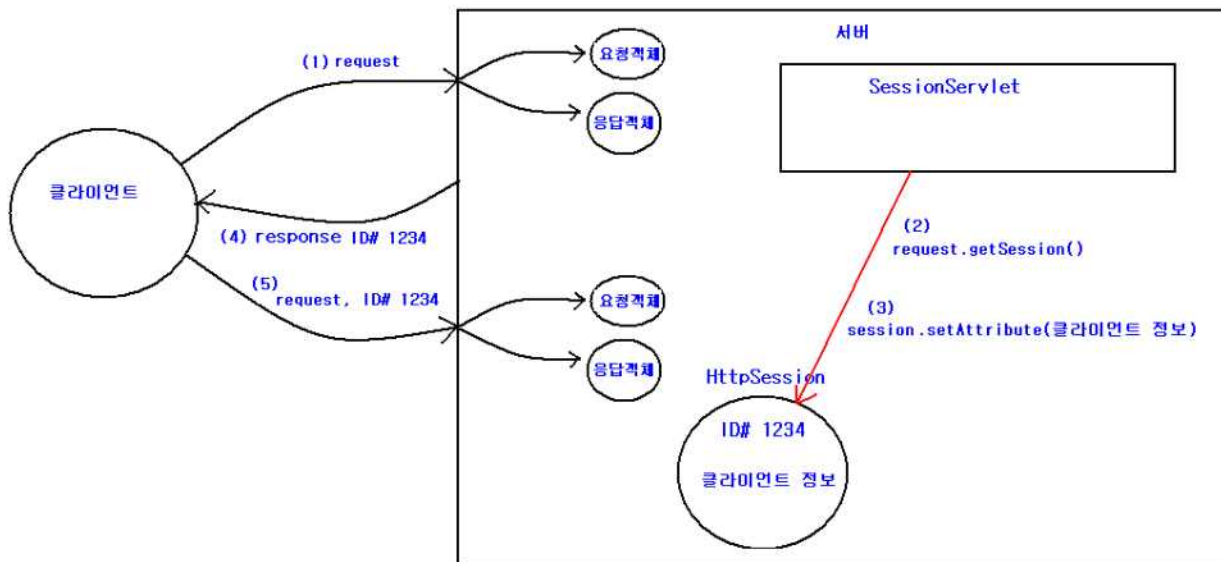 서버
(1) request
요청객체
SessionServlet
응답객체
클라이언트
(4) response ID# 1234
(2)
request.getSession()
(5)
request, ID# 1234
요청객체
(3)
session.setAttribute(클라이언트 정보)
응답객체
HttpSession
ID# 1234
클라이언트 정보